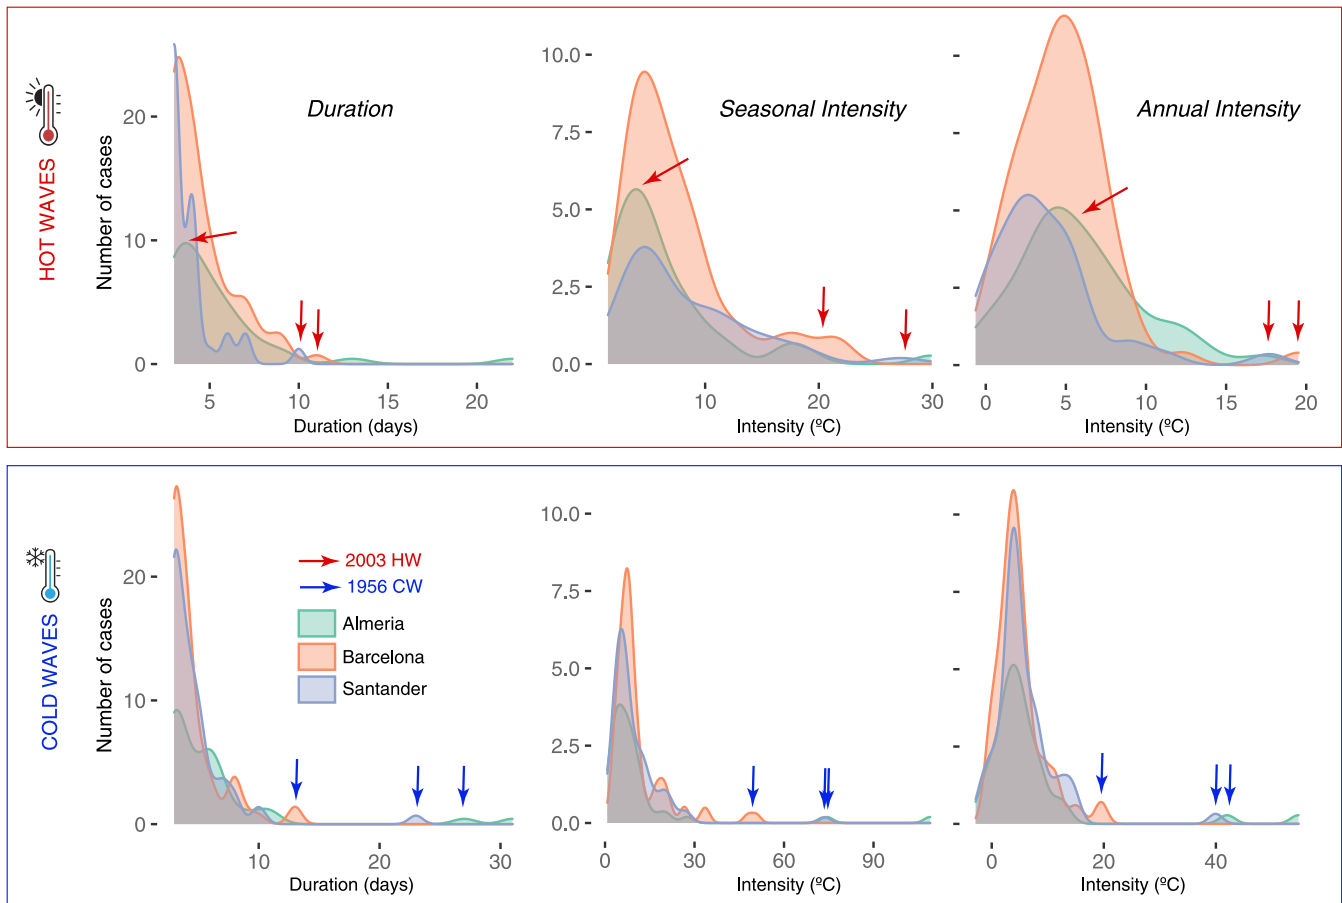 HOT WAVES
Number of cases
Duration
Seasonal Intensity
Annual Intensity
20
10
0
10.0
7.5
5.0
2.5
0.0
5 10 15 20
10 20 30
0 5 10 15 20
Duration (days)
Intensity (ºC)
Intensity (ºC)
COLD WAVES
Number of cases
2003 HW
1956 CW
Almeria
Barcelona
Santander
20
10
0
10.0
7.5
5.0
2.5
0.0
10 20 30
0 30 60 90
0 20 40
Duration (days)
Intensity (ºC)
Intensity (ºC)